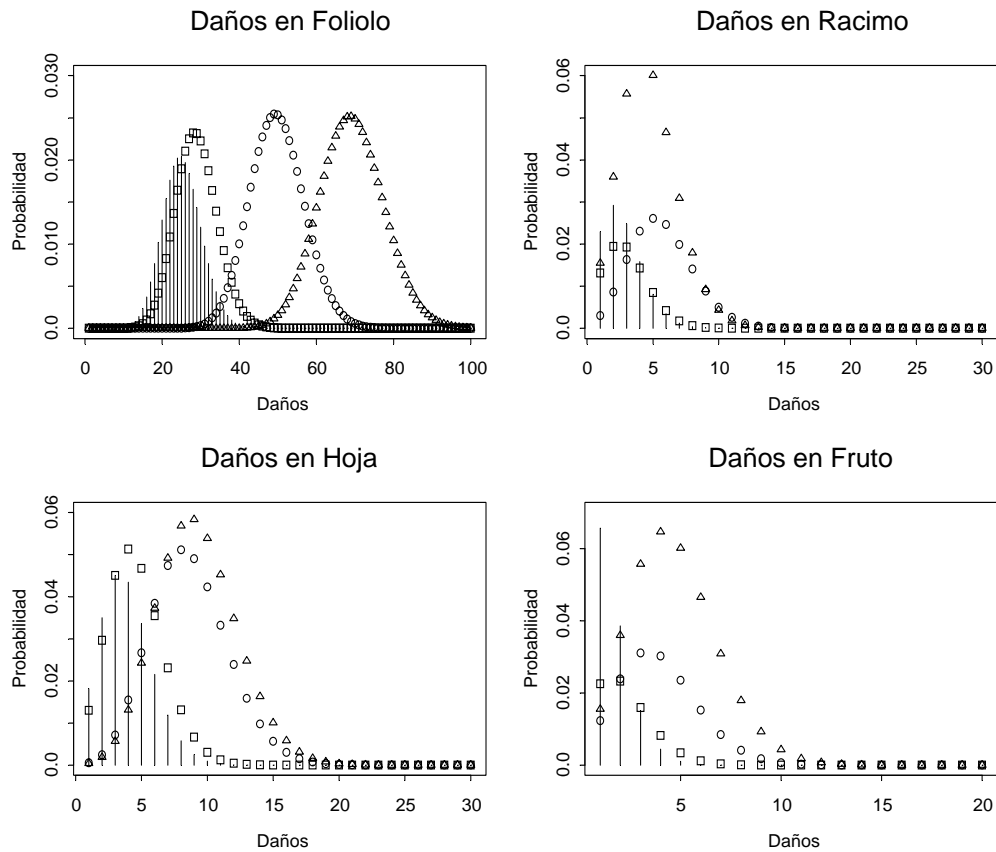 Daños en Foliolo
Probabilidad
0.0 0.010 0.020 0.030
0 20 40 60 80 100
Daños
Daños en Racimo
Probabilidad
0.0 0.02 0.04 0.06
0 5 10 15 20 25 30
Daños
Daños en Hoja
Probabilidad
0.0 0.02 0.04 0.06
0 5 10 15 20 25 30
Daños
Daños en Fruto
Probabilidad
0.0 0.02 0.04 0.06
5 10 15 20
Daños